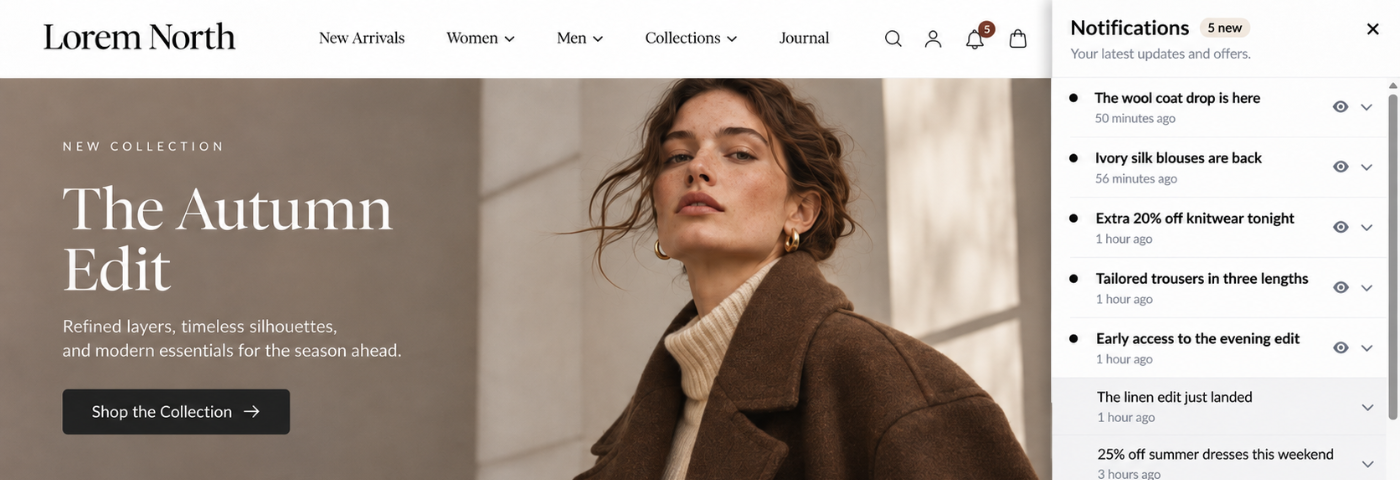 Lorem North
New Arrivals
Women
Men
Collections
Journal
5
NEW COLLECTION
The Autumn
Edit
Refined layers, timeless silhouettes,
and modern essentials for the season ahead.
Shop the Collection
Notifications
5 new
Your latest updates and offers.
The wool coat drop is here
50 minutes ago
Ivory silk blouses are back
56 minutes ago
Extra 20% off knitwear tonight
1 hour ago
Tailored trousers in three lengths
1 hour ago
Early access to the evening edit
1 hour ago
The linen edit just landed
1 hour ago
25% off summer dresses this weekend
3 hours ago